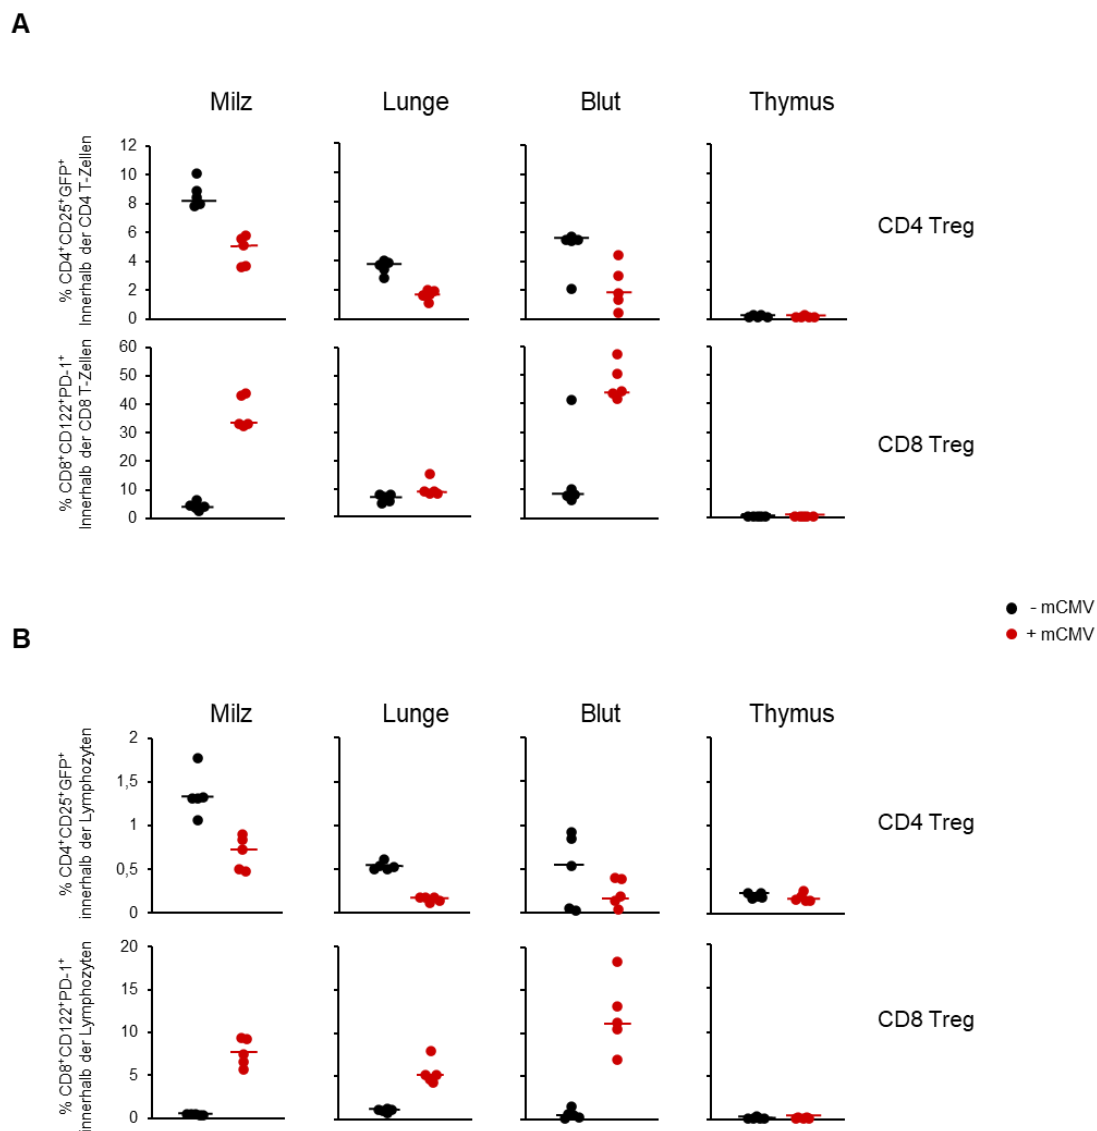 A
Milz Lunge Blut Thymus
% CD4⁺CD25⁺GFP⁺
Innerhalb der CD4 T-Zellen
12
10
8
6
4
2
0
CD4 Treg
% CD8⁺CD122⁺PD-1⁺
Innerhalb der CD8 T-Zellen
60
50
40
30
20
10
0
CD8 Treg
- mCMV
+ mCMV
B
Milz Lunge Blut Thymus
% CD4⁺CD25⁺GFP⁺
innerhalb der Lymphozyten
2
1,5
1
0,5
0
CD4 Treg
% CD8⁺CD122⁺PD-1⁺
innerhalb der Lymphozyten
20
15
10
5
0
CD8 Treg